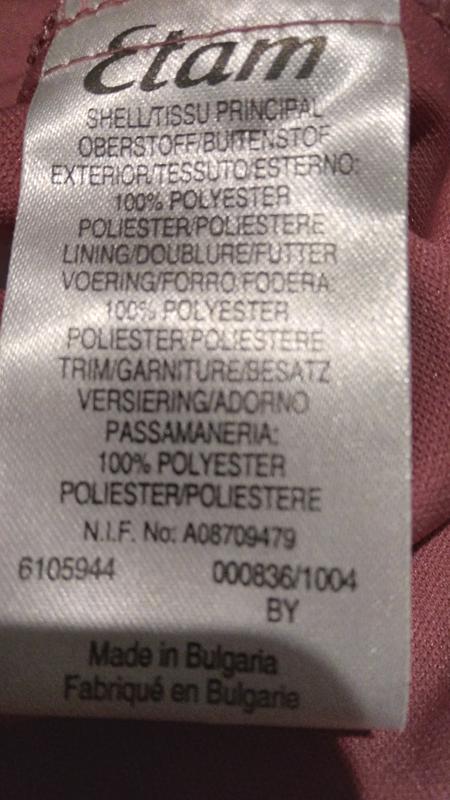 Etam
SHELL/TISSU PRINCIPAL
OBERSTOFF/BUITENSTOF
EXTERIOR/TESSUTO/ESTERNO:
100% POLYESTER
POLIESTER/POLIESTERE
LINING/DOUBLURE/FUTTER
VOERING/FORRO/FODERA:
100% POLYESTER
POLIESTER/POLIESTERE
TRIM/GARNITURE/BESATZ
VERSIERING/ADORNO
PASSAMANERIA:
100% POLYESTER
POLIESTER/POLIESTERE
N.I.F. No: A08709479
6105944 000836/1004
BY
Made in Bulgaria
Fabriqué en Bulgarie